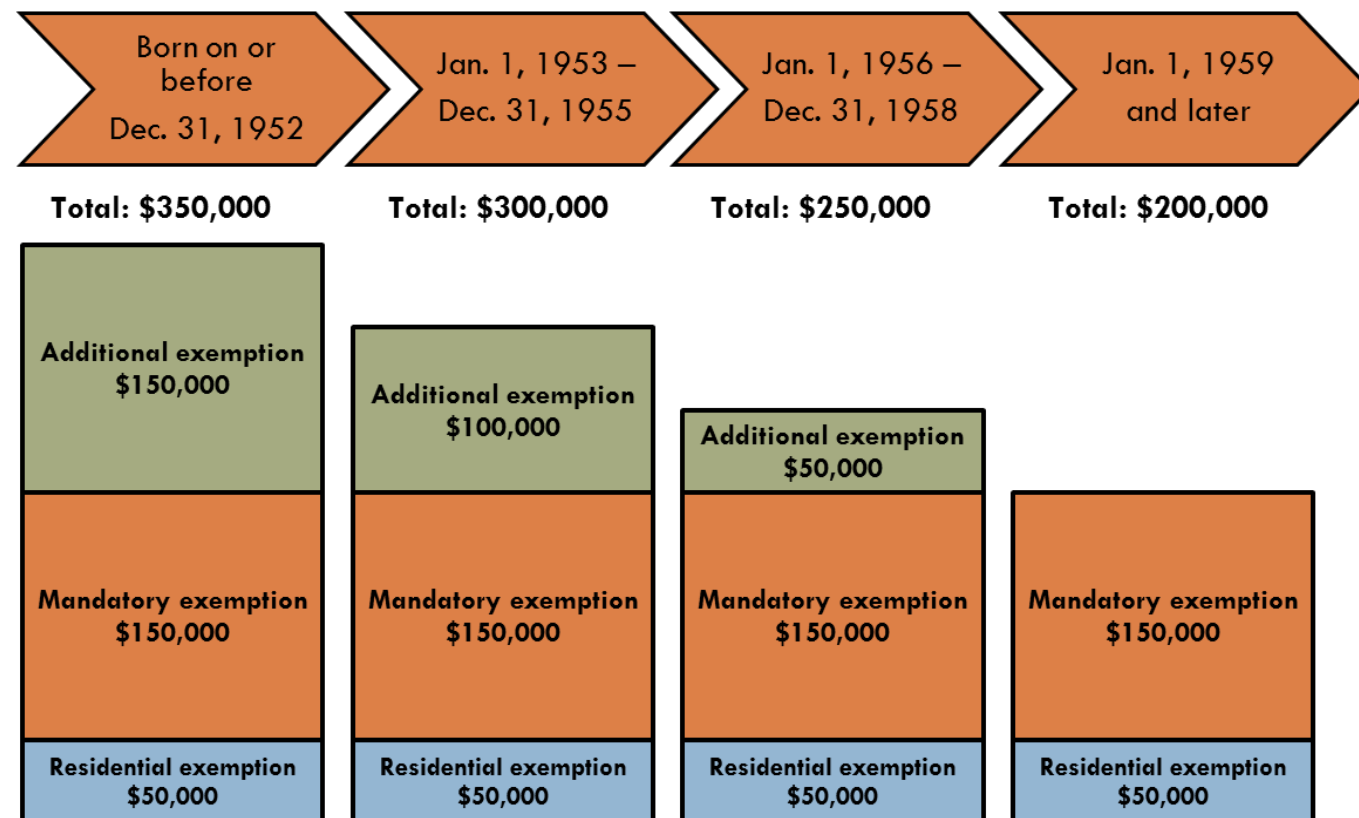 Born on or
before
Dec. 31, 1952
Jan. 1, 1953 –
Dec. 31, 1955
Jan. 1, 1956 –
Dec. 31, 1958
Jan. 1, 1959
and later
Total: $350,000
Total: $300,000
Total: $250,000
Total: $200,000
Additional exemption
$150,000
Additional exemption
$100,000
Additional exemption
$50,000
Mandatory exemption
$150,000
Mandatory exemption
$150,000
Mandatory exemption
$150,000
Mandatory exemption
$150,000
Residential exemption
$50,000
Residential exemption
$50,000
Residential exemption
$50,000
Residential exemption
$50,000